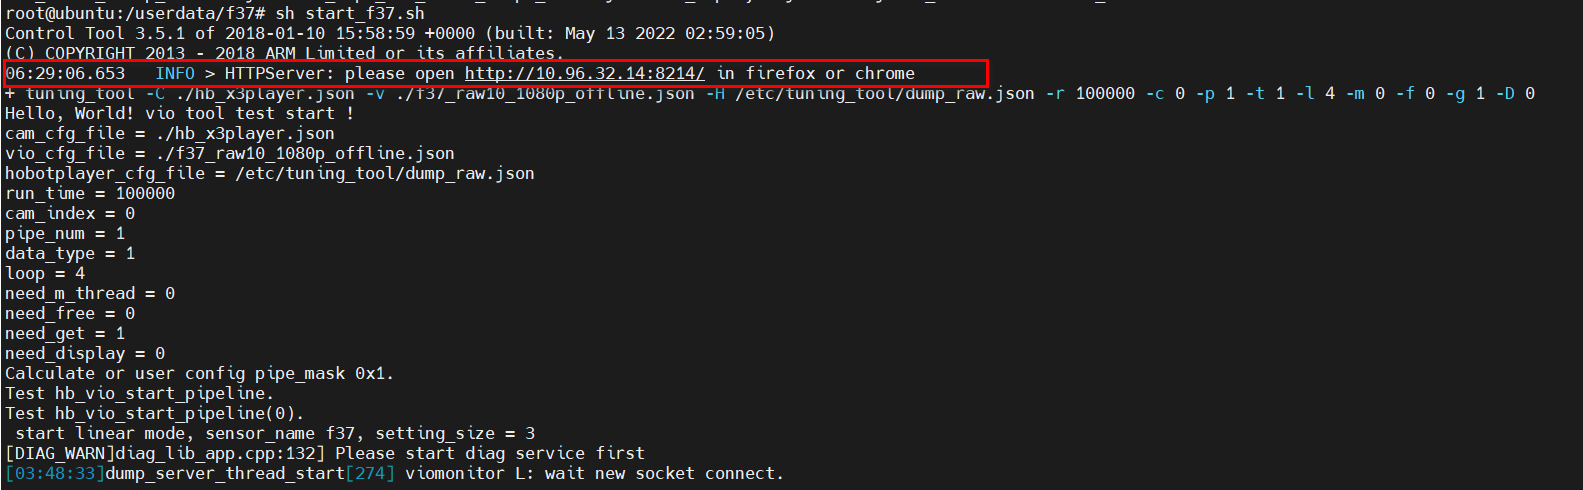 root@ubuntu:/userdata/f37# sh start_f37.sh
Control Tool 3.5.1 of 2018-01-10 15:58:59 +0000 (built: May 13 2022 02:59:05)
(C) COPYRIGHT 2013 - 2018 ARM Limited or its affiliates.
06:29:06.653   INFO > HTTPServer: please open http://10.96.32.14:8214/ in firefox or chrome
+ tuning_tool -C ./hb_x3player.json -v ./f37_raw10_1080p_offline.json -H /etc/tuning_tool/dump_raw.json -r 100000 -c 0 -p 1 -t 1 -l 4 -m 0 -f 0 -g 1 -D 0
Hello, World! vio tool test start !
cam_cfg_file = ./hb_x3player.json
vio_cfg_file = ./f37_raw10_1080p_offline.json
hobotplayer_cfg_file = /etc/tuning_tool/dump_raw.json
run_time = 100000
cam_index = 0
pipe_num = 1
data_type = 1
loop = 4
need_m_thread = 0
need_free = 0
need_get = 1
need_display = 0
Calculate or user config pipe_mask 0x1.
Test hb_vio_start_pipeline.
Test hb_vio_start_pipeline(0).
 start linear mode, sensor_name f37, setting_size = 3
[DIAG_WARN]diag_lib_app.cpp:132] Please start diag service first
[03:48:33]dump_server_thread_start[274] viomonitor L: wait new socket connect.